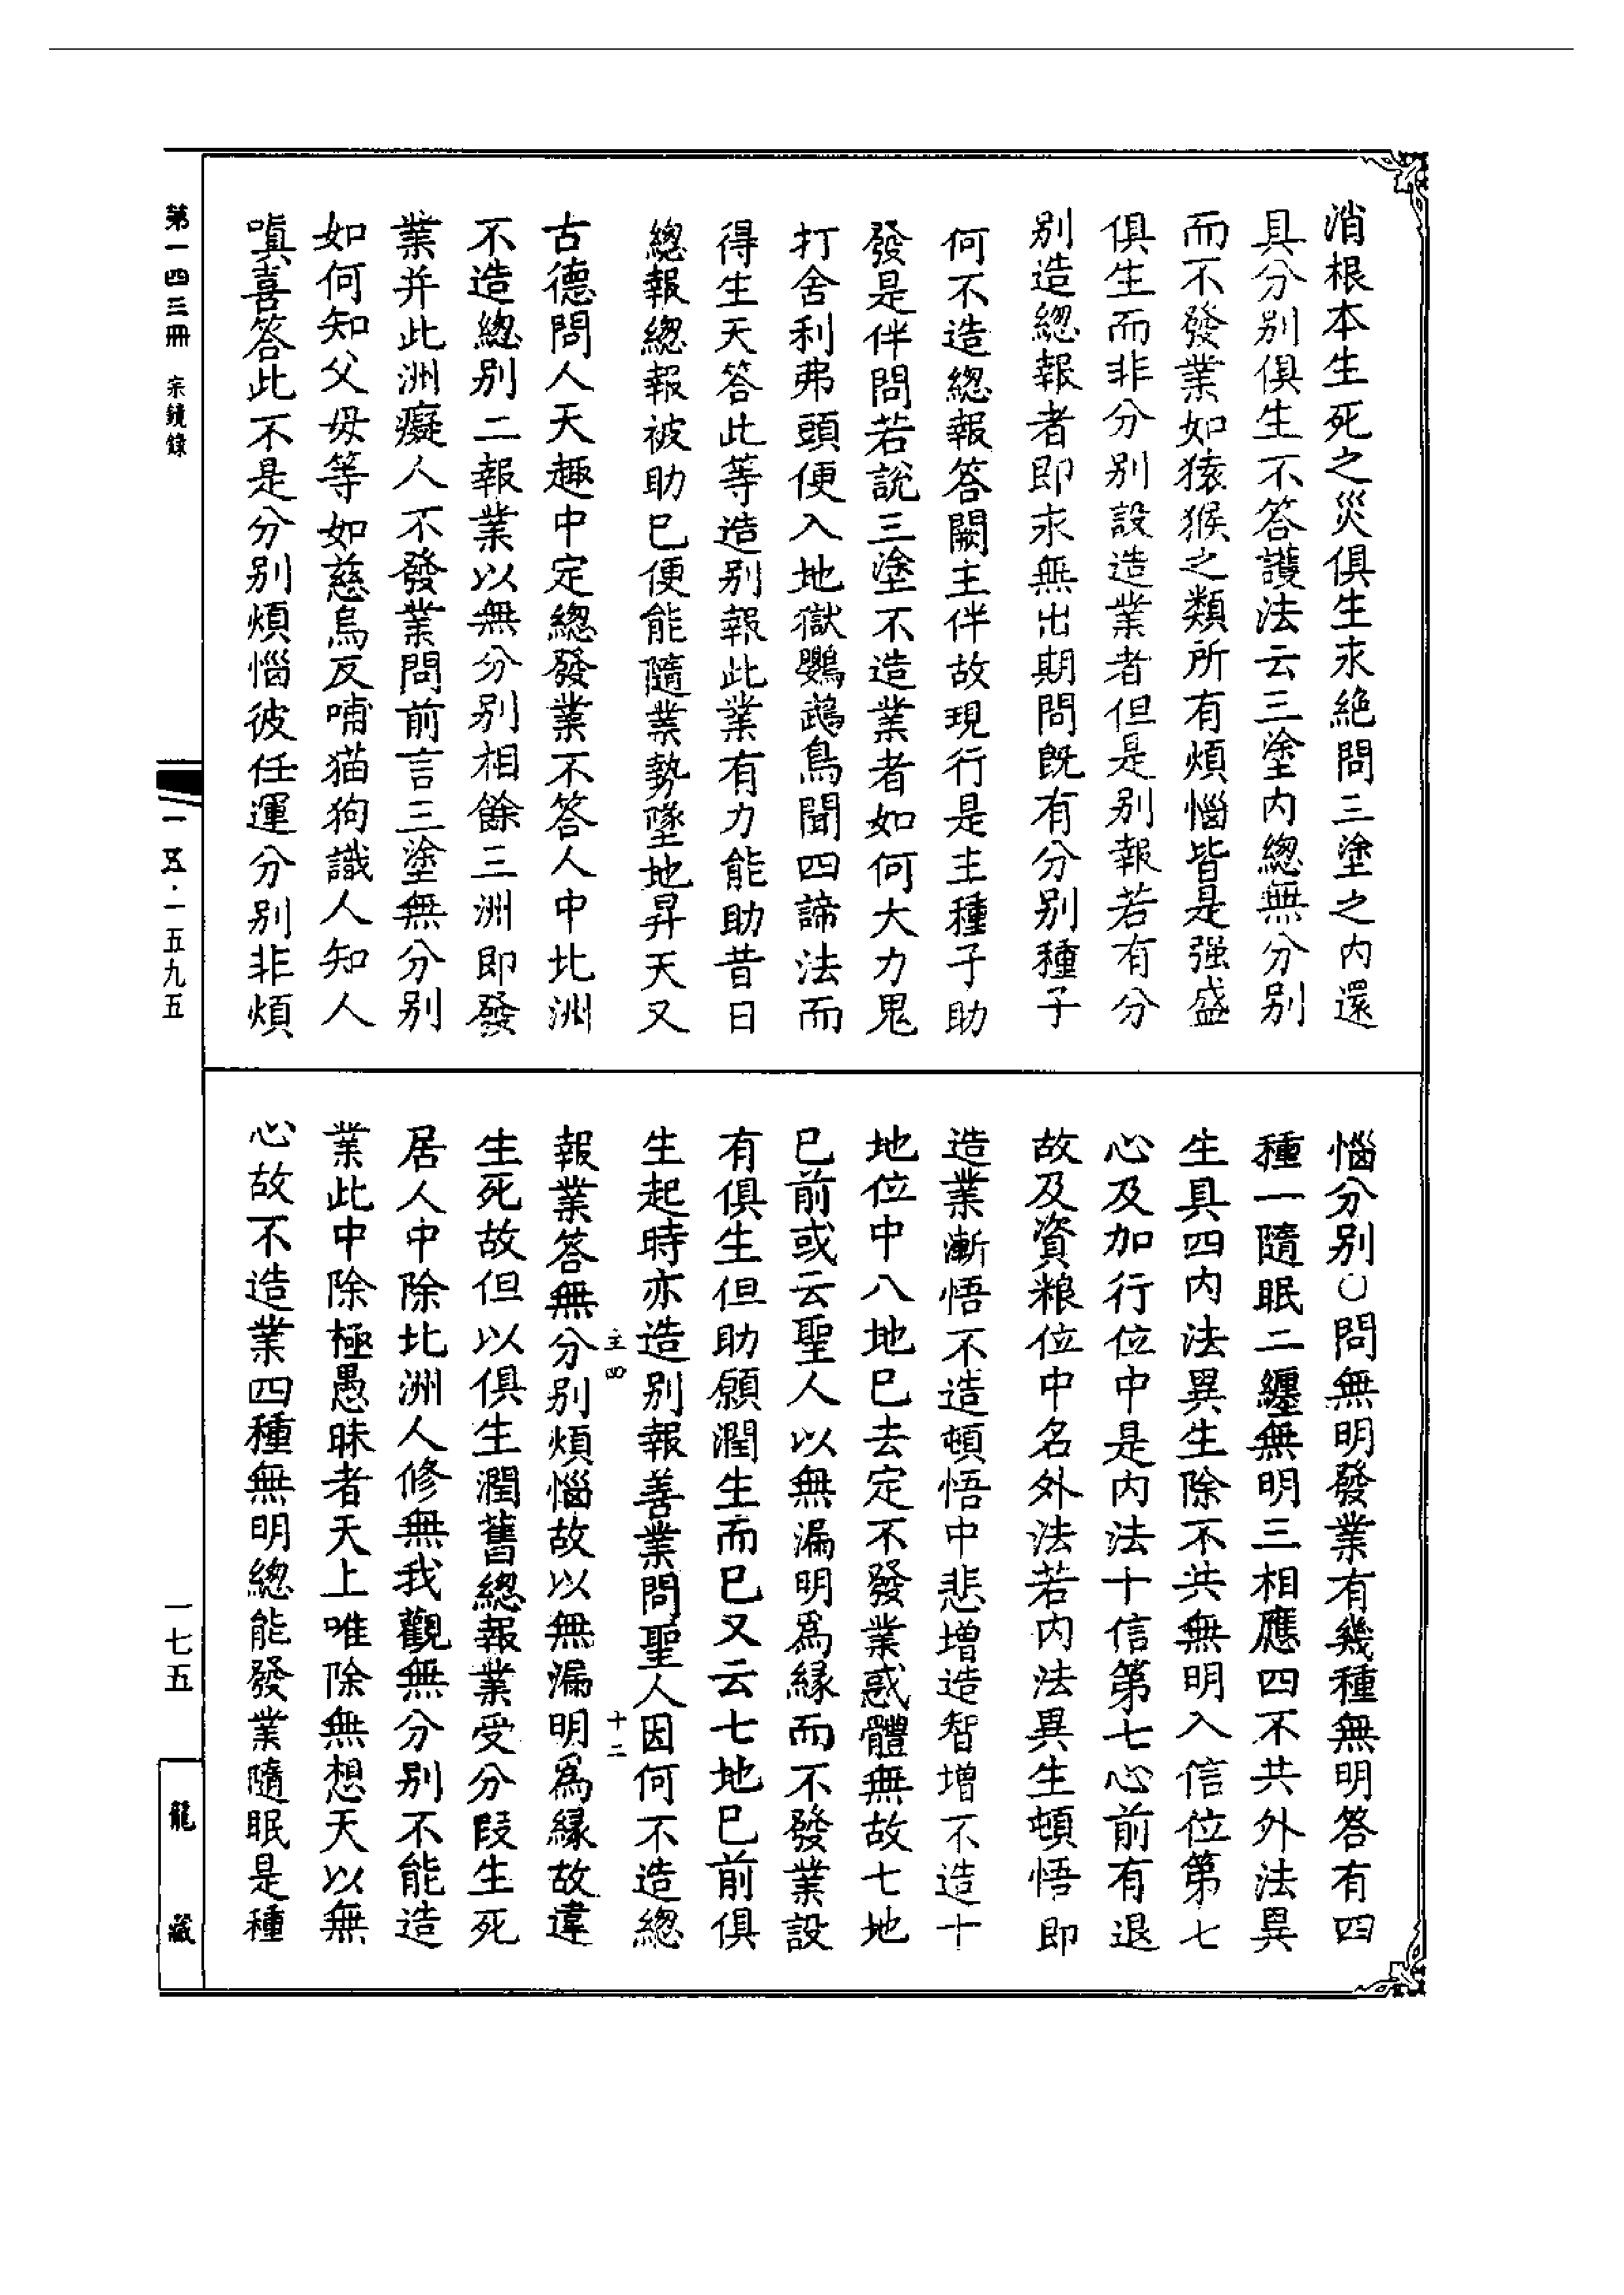 消根本生死之災俱生永絶問三塗之内還
具分别俱生不答護法云三塗内總無分别
而不發業如猿猴之類所有煩惱皆是强盛
俱生而非分别設造業者但是别報若有分
别造總報者即永無出期問既有分别種子
何不造總報答闕主伴故現行是主種子助
發是伴問若説三塗不造業者如何大力鬼
打舍利弗頭便入地獄鸚鵡鳥聞四諦法而
得生天答此等造别報此業有力能助昔日
總報總報被助已便能隨業勢墜地昇天又
古德問人天趣中定總發業不答人中北洲
不造總别二報業以無分别相餘三洲即發
業并此洲癡人不發業問前言三塗無分别
如何知父母等如慈烏反哺猫狗識人知人
嗔喜答此不是分别煩惱彼任運分别非煩
惱分别○問無明發業有幾種無明答有四
種一隨眠二纏無明三相應四不共外法異
生具四内法異生除不共無明入信位第七
心及加行位中是内法十信第七心前有退
故及資粮位中名外法若内法異生頓悟即
造業漸悟不造頓悟中悲增造智增不造十
地位中八地已去定不發業惑體無故七地
已前或云聖人以無漏明爲緣而不發業設
有俱生但助願潤生而已又云七地已前俱
生起時亦造别報善業問聖人因何不造總
報業答無分别煩惱故以無漏明爲緣故違
生死故但以俱生潤舊總報業受分段生死
居人中除北洲人修無我觀無分别不能造
業此中除極愚昧者天上唯除無想天以無
心故不造業四種無明總能發業隨眠是種
主四
十二
第一四三冊 宗鏡錄
一五·一五九五
一七五
龍藏